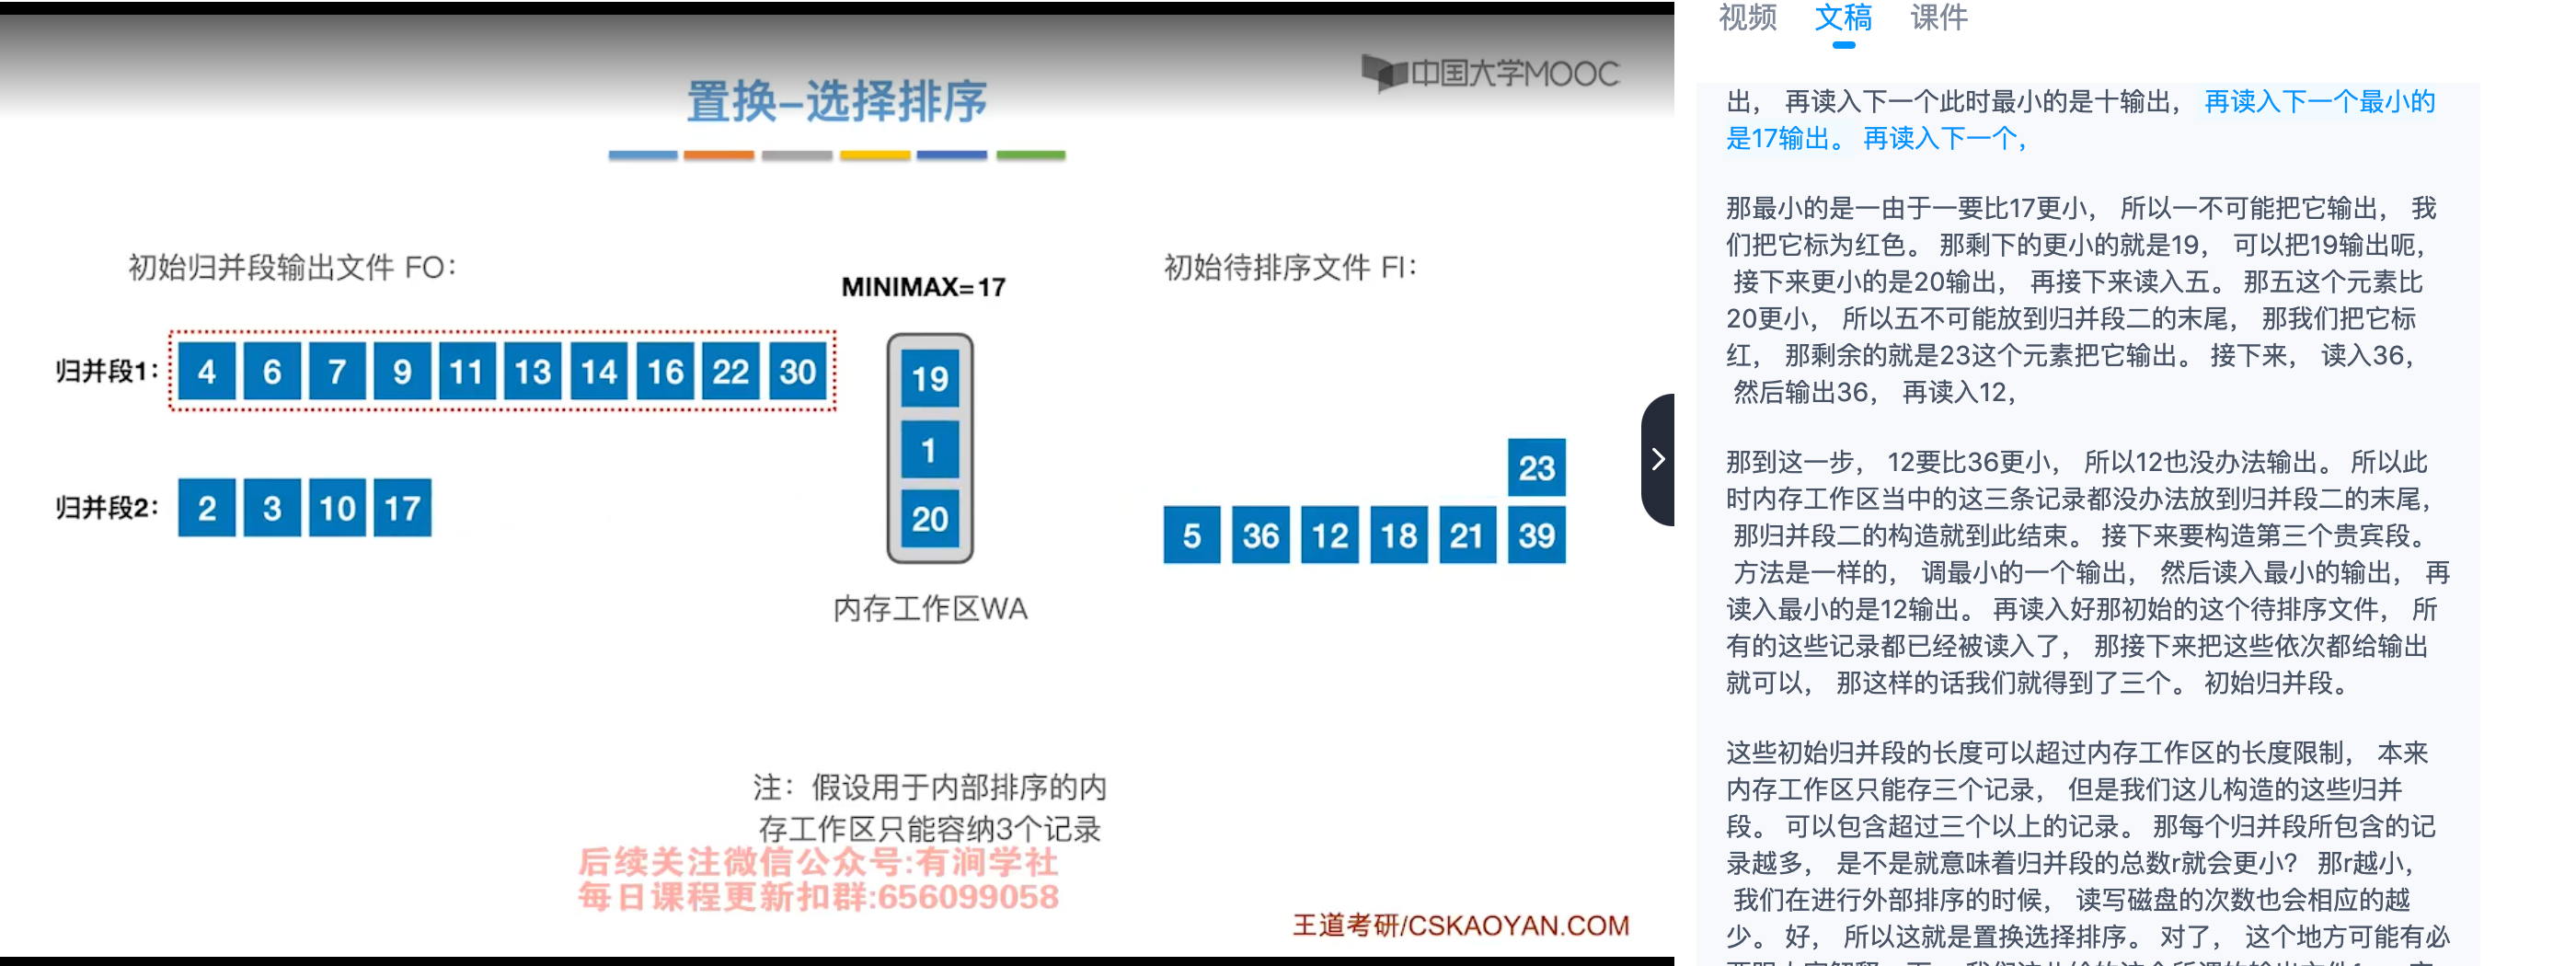 中国大学MOOC
置换–选择排序
初始归并段输出文件 FO：
MINIMAX=17
初始待排序文件 FI：
归并段1：
4 6 7 9 11 13 14 16 22 30
归并段2：
2 3 10 17
19
1
20
23
5 36 12 18 21 39
内存工作区WA
注：假设用于内部排序的内
存工作区只能容纳3个记录
后续关注微信公众号:有涧学社
每日课程更新扣群:656099058
王道考研/CSKAOYAN.COM
视频 文稿 课件
出， 再读入下一个此时最小的是十输出， 再读入下一个最小的
是17输出。 再读入下一个，
那最小的是一由于一要比17更小， 所以一不可能把它输出， 我
们把它标为红色。 那剩下的更小的就是19， 可以把19输出呃，
接下来更小的是20输出， 再接下来读入五。 那五这个元素比
20更小， 所以五不可能放到归并段二的末尾， 那我们把它标
红， 那剩余的就是23这个元素把它输出。 接下来， 读入36，
然后输出36， 再读入12，
那到这一步， 12要比36更小， 所以12也没办法输出。 所以此
时内存工作区当中的这三条记录都没办法放到归并段二的末尾，
那归并段二的构造就到此结束。 接下来要构造第三个贵宾段。
方法是一样的， 调最小的一个输出， 然后读入最小的输出， 再
读入最小的是12输出。 再读入好那初始的这个待排序文件， 所
有的这些记录都已经被读入了， 那接下来把这些依次都给输出
就可以， 那这样的话我们就得到了三个。 初始归并段。
这些初始归并段的长度可以超过内存工作区的长度限制， 本来
内存工作区只能存三个记录， 但是我们这儿构造的这些归并
段。 可以包含超过三个以上的记录。 那每个归并段所包含的记
录越多， 是不是就意味着归并段的总数r就会更小？ 那r越小，
我们在进行外部排序的时候， 读写磁盘的次数也会相应的越
少。 好， 所以这就是置换选择排序。 对了， 这个地方可能有必